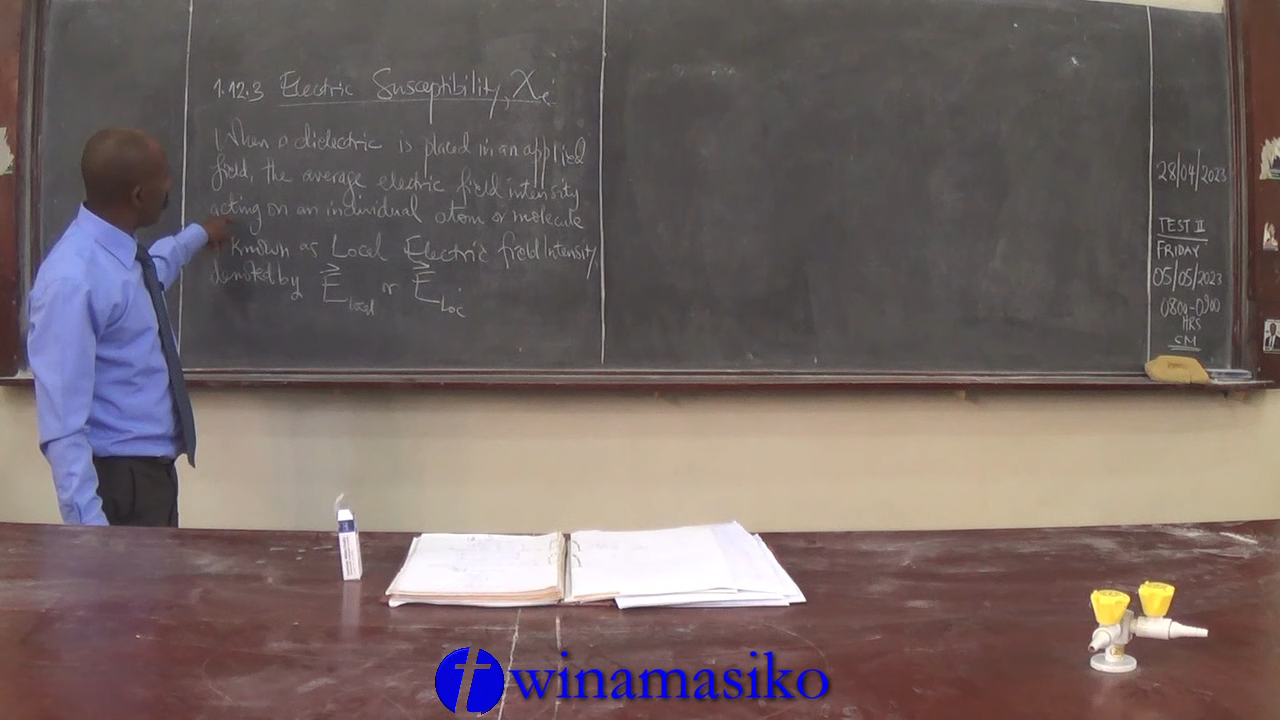 1.12.3 Electric Susceptibility, χe
When a dielectric is placed in an applied
field, the average electric field intensity
acting on an individual atom or molecule
known as Local Electric field Intensity
denoted by E local or E Loc
28/04/2023
TEST II
FRIDAY
05/05/2023
0800-0900
HRS
CM
winamasiko